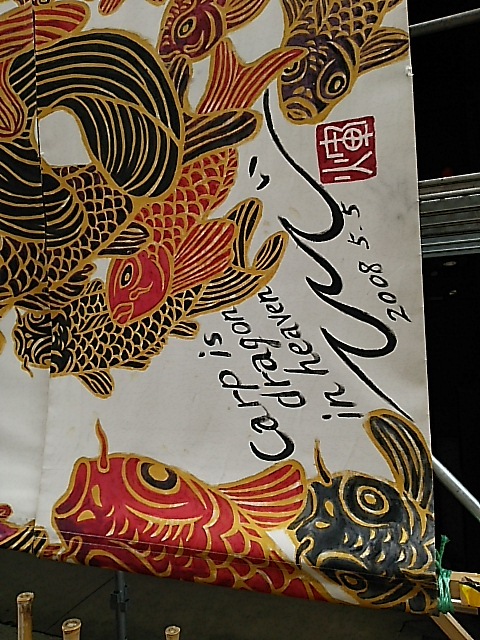 carp is
dragon
in heaven
2008 5.5